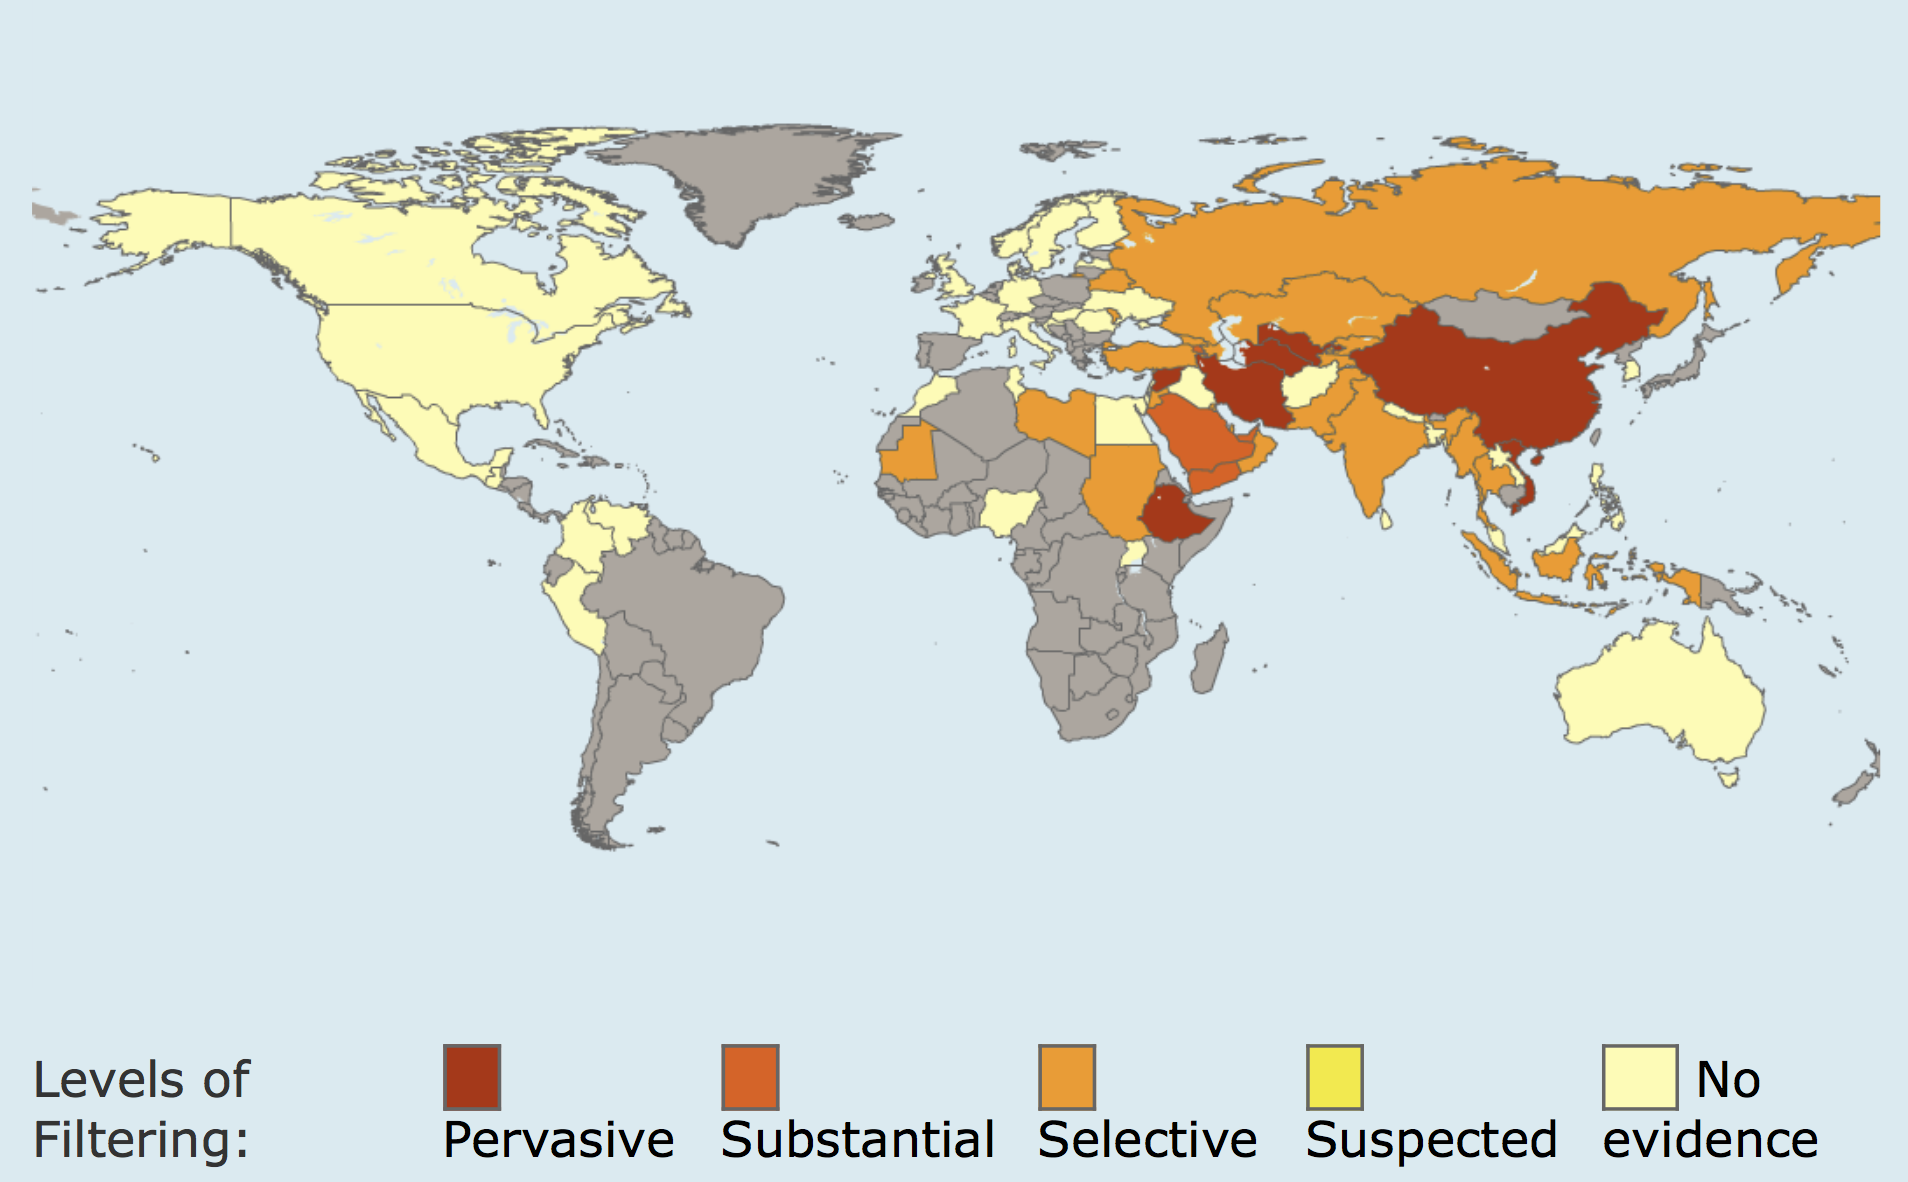 Levels of
Filtering:
Pervasive
Substantial
Selective
Suspected
No
evidence